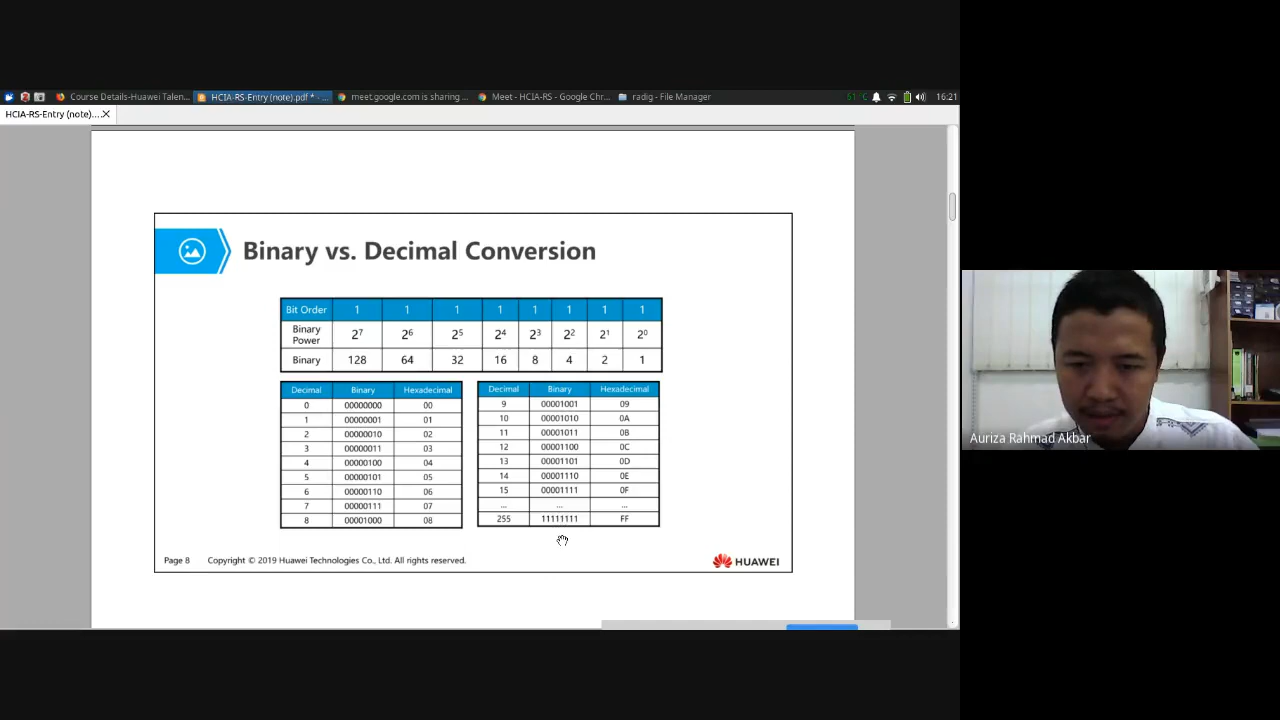 Course Details-Huawei Talen... HCIA-RS-Entry (note).pdf * -... meet.google.com is sharing ... Meet - HCIA-RS - Google Chr... radig - File Manager 51°C 16:21
HCIA-RS-Entry (note)....
Binary vs. Decimal Conversion
Bit Order 1 1 1 1 1 1 1 1
Binary Power 2⁷ 2⁶ 2⁵ 2⁴ 2³ 2² 2¹ 2⁰
Binary 128 64 32 16 8 4 2 1
Decimal Binary Hexadecimal
0 00000000 00
1 00000001 01
2 00000010 02
3 00000011 03
4 00000100 04
5 00000101 05
6 00000110 06
7 00000111 07
8 00001000 08
Decimal Binary Hexadecimal
9 00001001 09
10 00001010 0A
11 00001011 0B
12 00001100 0C
13 00001101 0D
14 00001110 0E
15 00001111 0F
... ... ...
255 11111111 FF
Page 8 Copyright © 2019 Huawei Technologies Co., Ltd. All rights reserved.
HUAWEI
Auriza Rahmad Akbar